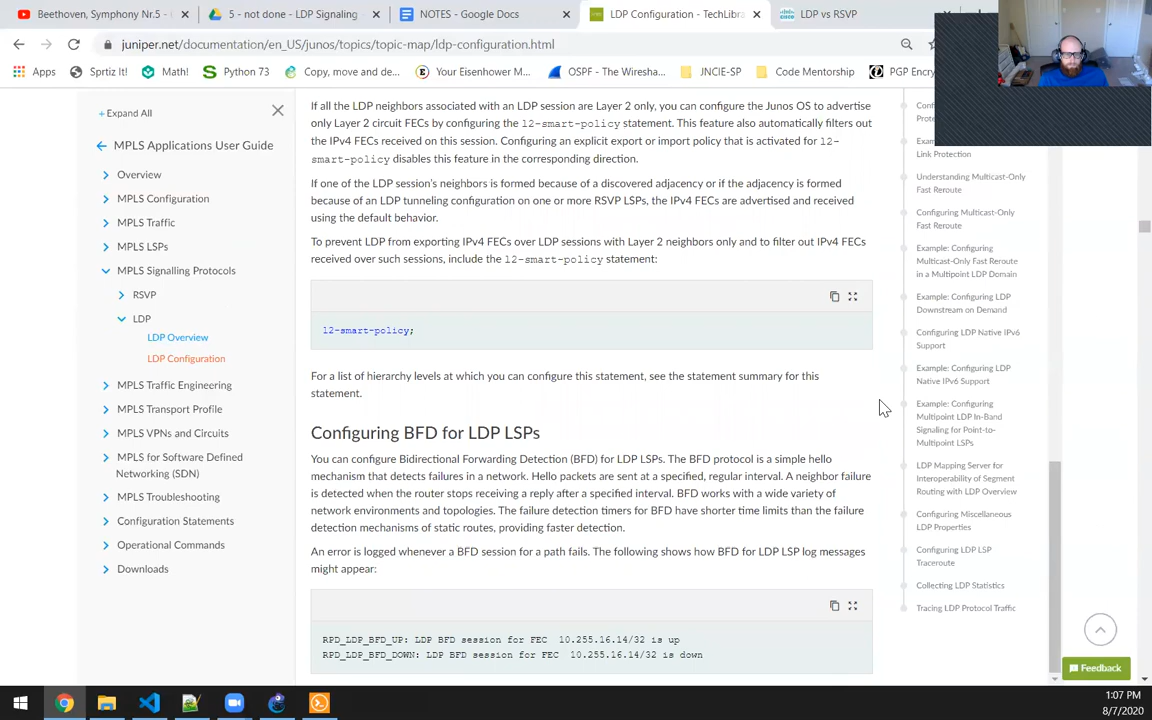 Beethoven, Symphony Nr.5 -
5 - not done - LDP Signaling
NOTES - Google Docs
LDP Configuration - TechLibra
LDP vs RSVP
juniper.net/documentation/en_US/junos/topics/topic-map/ldp-configuration.html
Apps
Sprtiz It!
Math!
Python 73
Copy, move and de...
Your Eisenhower M...
OSPF - The Wiresha...
JNCIE-SP
Code Mentorship
PGP Encry
+ Expand All
MPLS Applications User Guide
Overview
MPLS Configuration
MPLS Traffic
MPLS LSPs
MPLS Signalling Protocols
RSVP
LDP
LDP Overview
LDP Configuration
MPLS Traffic Engineering
MPLS Transport Profile
MPLS VPNs and Circuits
MPLS for Software Defined
Networking (SDN)
MPLS Troubleshooting
Configuration Statements
Operational Commands
Downloads
If all the LDP neighbors associated with an LDP session are Layer 2 only, you can configure the Junos OS to advertise
only Layer 2 circuit FECs by configuring the l2-smart-policy statement. This feature also automatically filters out
the IPv4 FECs received on this session. Configuring an explicit export or import policy that is activated for l2-
smart-policy disables this feature in the corresponding direction.
If one of the LDP session's neighbors is formed because of a discovered adjacency or if the adjacency is formed
because of an LDP tunneling configuration on one or more RSVP LSPs, the IPv4 FECs are advertised and received
using the default behavior.
To prevent LDP from exporting IPv4 FECs over LDP sessions with Layer 2 neighbors only and to filter out IPv4 FECs
received over such sessions, include the l2-smart-policy statement:
l2-smart-policy;
For a list of hierarchy levels at which you can configure this statement, see the statement summary for this
statement.
Configuring BFD for LDP LSPs
You can configure Bidirectional Forwarding Detection (BFD) for LDP LSPs. The BFD protocol is a simple hello
mechanism that detects failures in a network. Hello packets are sent at a specified, regular interval. A neighbor failure
is detected when the router stops receiving a reply after a specified interval. BFD works with a wide variety of
network environments and topologies. The failure detection timers for BFD have shorter time limits than the failure
detection mechanisms of static routes, providing faster detection.
An error is logged whenever a BFD session for a path fails. The following shows how BFD for LDP LSP log messages
might appear:
RPD_LDP_BFD_UP: LDP BFD session for FEC 10.255.16.14/32 is up
RPD_LDP_BFD_DOWN: LDP BFD session for FEC 10.255.16.14/32 is down
Conf
Prote
Exam
Link Protection
Understanding Multicast-Only
Fast Reroute
Configuring Multicast-Only
Fast Reroute
Example: Configuring
Multicast-Only Fast Reroute
in a Multipoint LDP Domain
Example: Configuring LDP
Downstream on Demand
Configuring LDP Native IPv6
Support
Example: Configuring LDP
Native IPv6 Support
Example: Configuring
Multipoint LDP In-Band
Signaling for Point-to-
Multipoint LSPs
LDP Mapping Server for
Interoperability of Segment
Routing with LDP Overview
Configuring Miscellaneous
LDP Properties
Configuring LDP LSP
Traceroute
Collecting LDP Statistics
Tracing LDP Protocol Traffic
Feedback
1:07 PM
8/7/2020